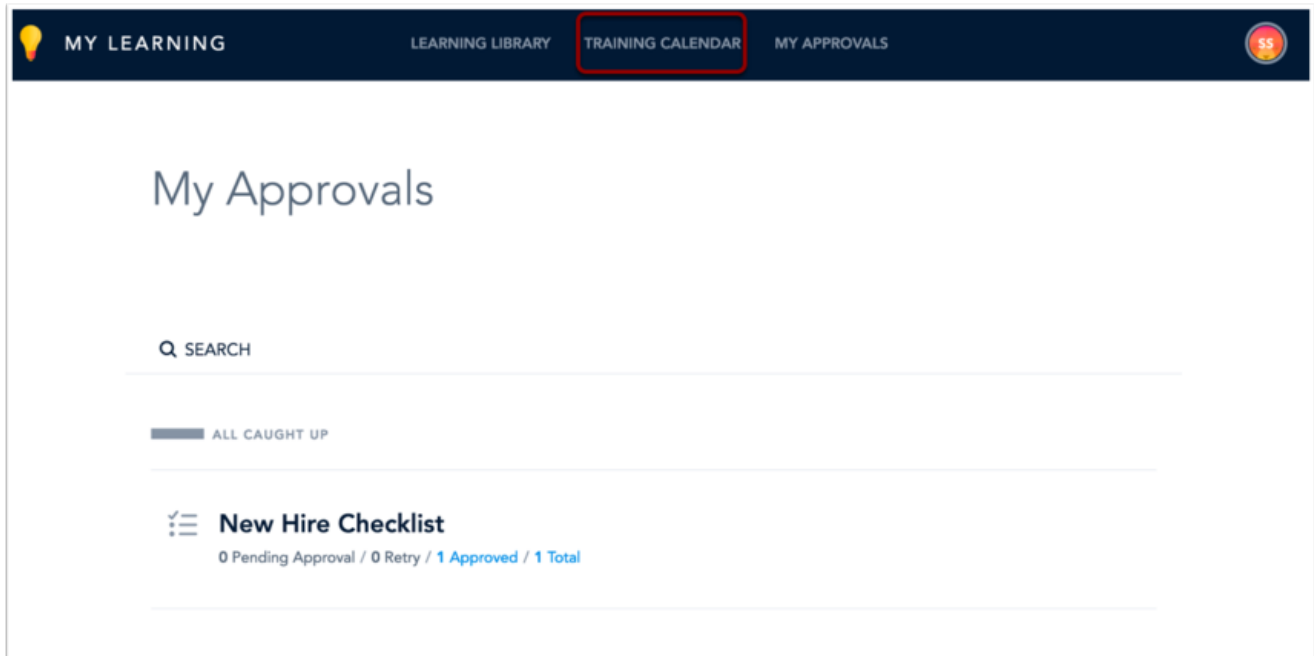 MY LEARNING LEARNING LIBRARY TRAINING CALENDAR MY APPROVALS SS
My Approvals
SEARCH
ALL CAUGHT UP
New Hire Checklist
0 Pending Approval / 0 Retry / 1 Approved / 1 Total